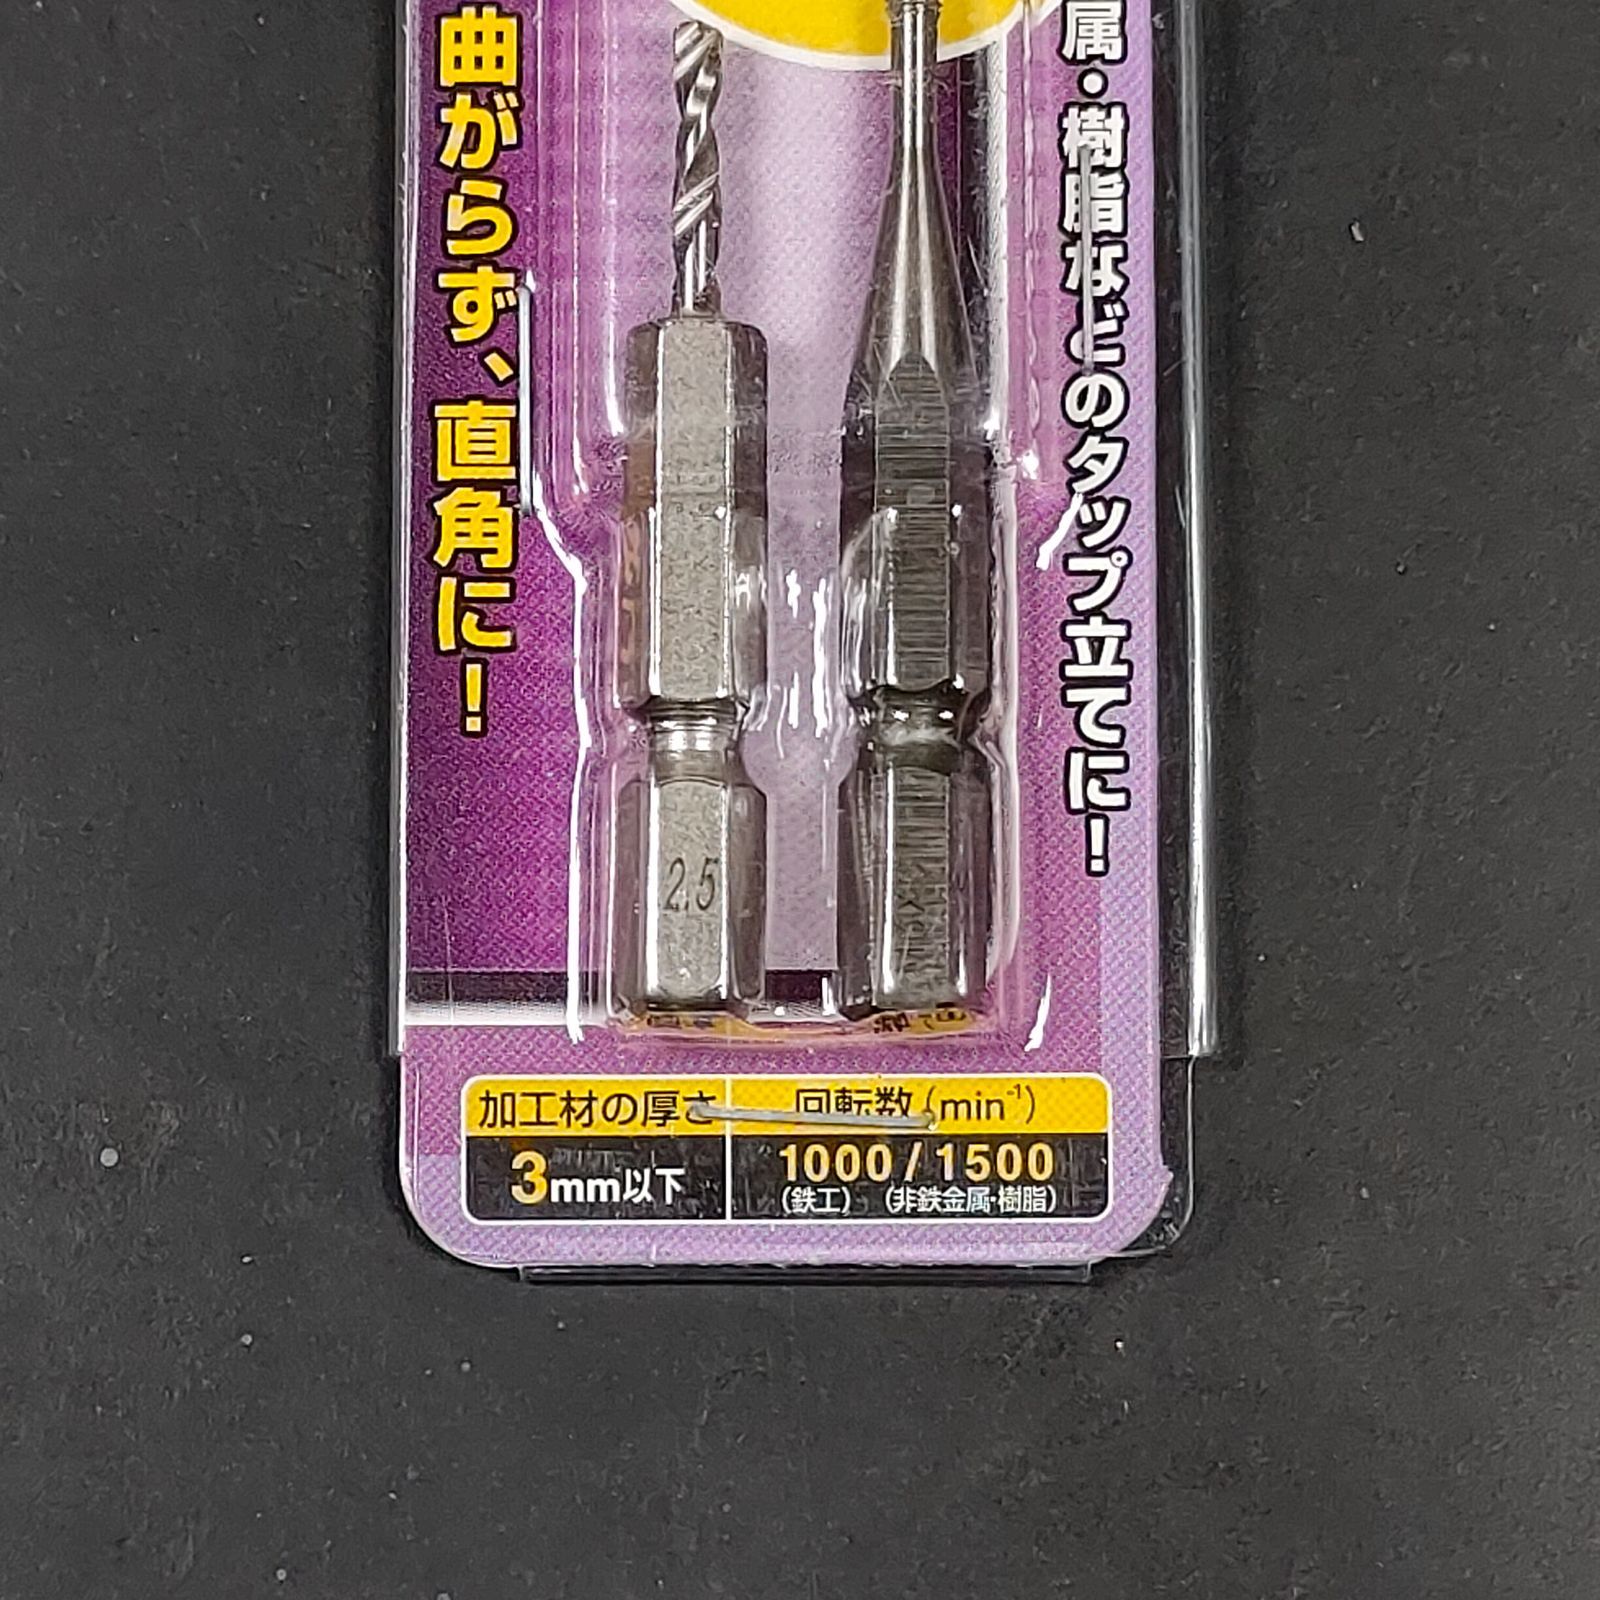 曲がらず、直角に!
属・樹脂などのタップ立てに!
2.5
加工材の厚さ
回転数(min⁻¹)
3mm以下
1000/1500
(鉄工) (非鉄金属・樹脂)